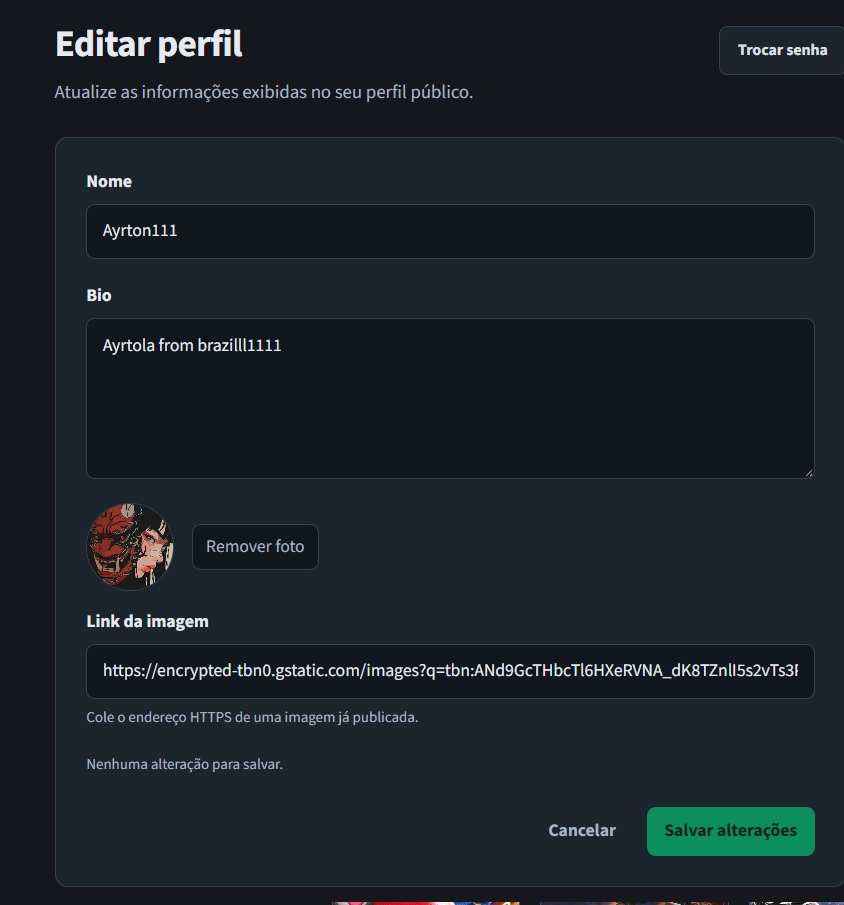 Editar perfil
Trocar senha
Atualize as informações exibidas no seu perfil público.
Nome
Ayrton111
Bio
Ayrtola from brazilll1111
Remover foto
Link da imagem
https://encrypted-tbn0.gstatic.com/images?q=tbn:ANd9GcTHbcTl6HXeRVNA_dK8TZnlI5s2vTs3
Cole o endereço HTTPS de uma imagem já publicada.
Nenhuma alteração para salvar.
Cancelar
Salvar alterações